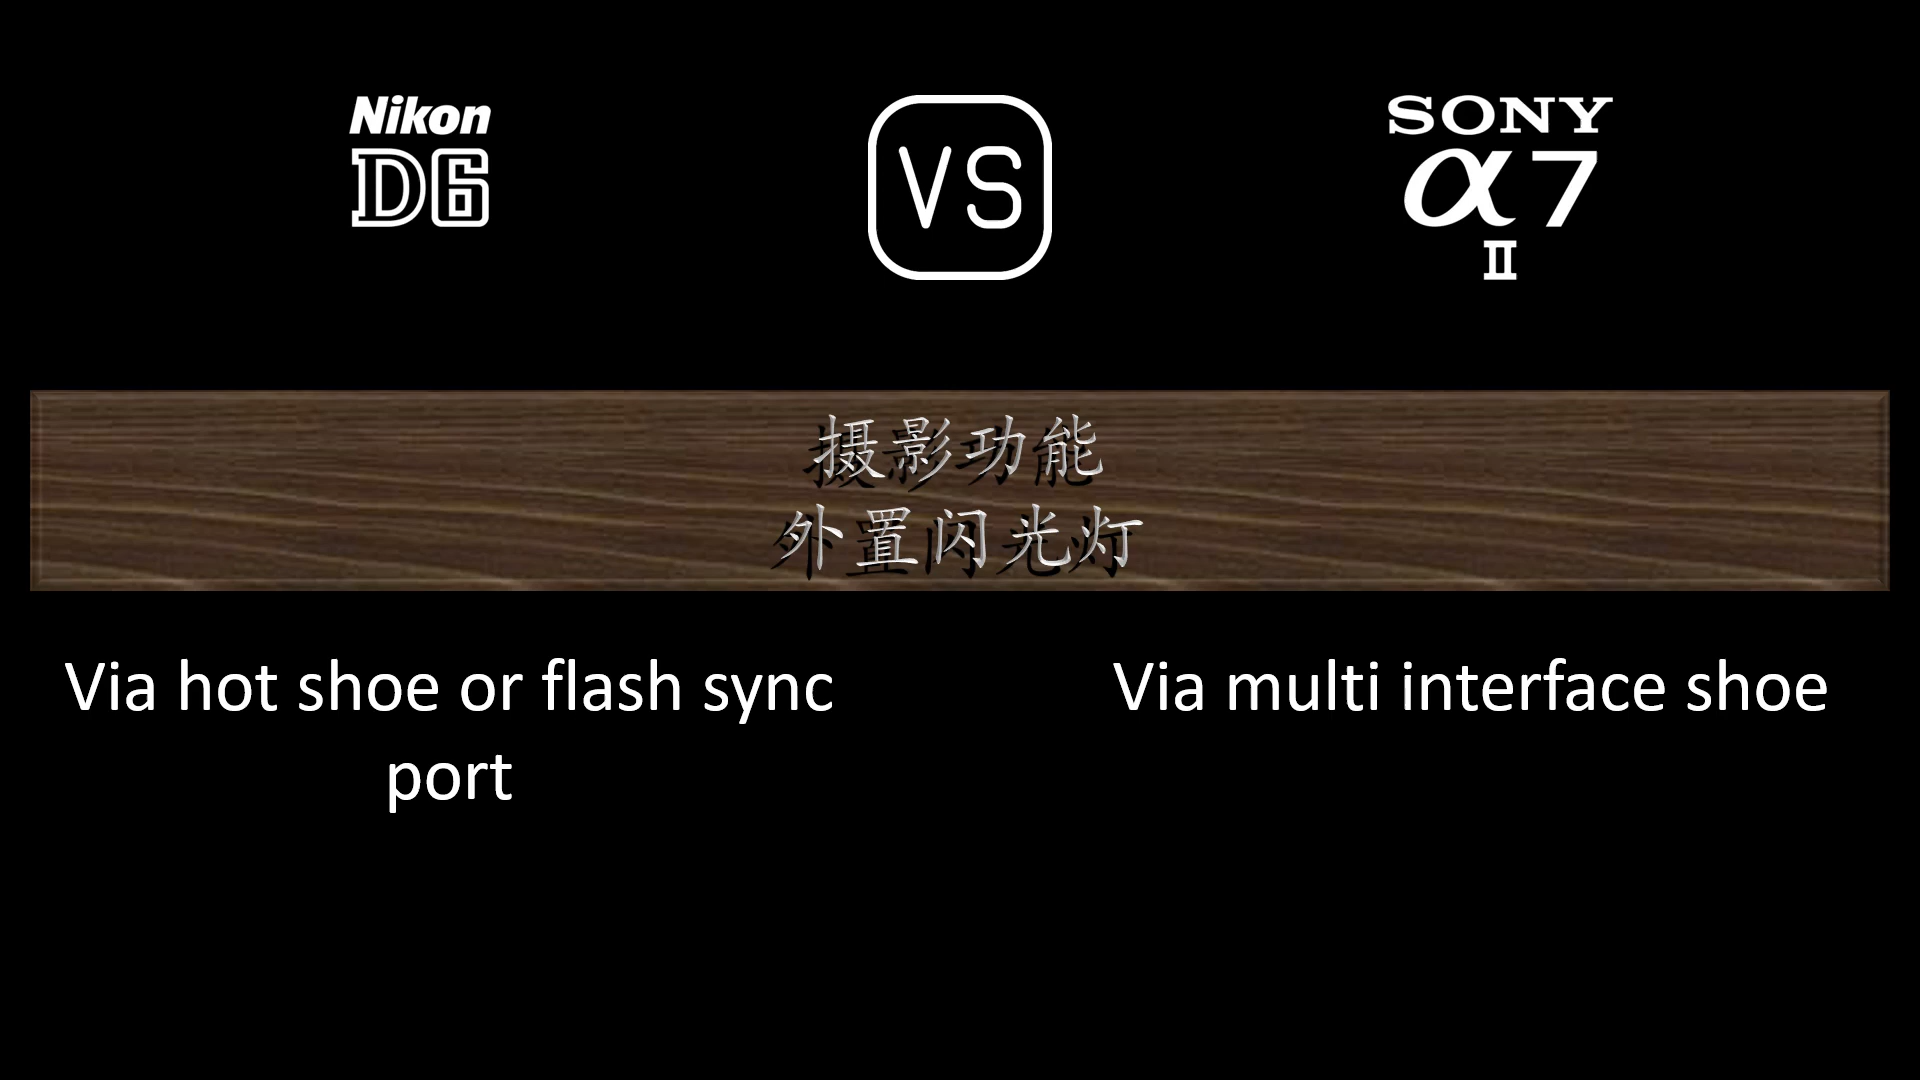 Nikon
D6
VS
SONY
α7
II
摄影功能
外置闪光灯
Via hot shoe or flash sync
port
Via multi interface shoe